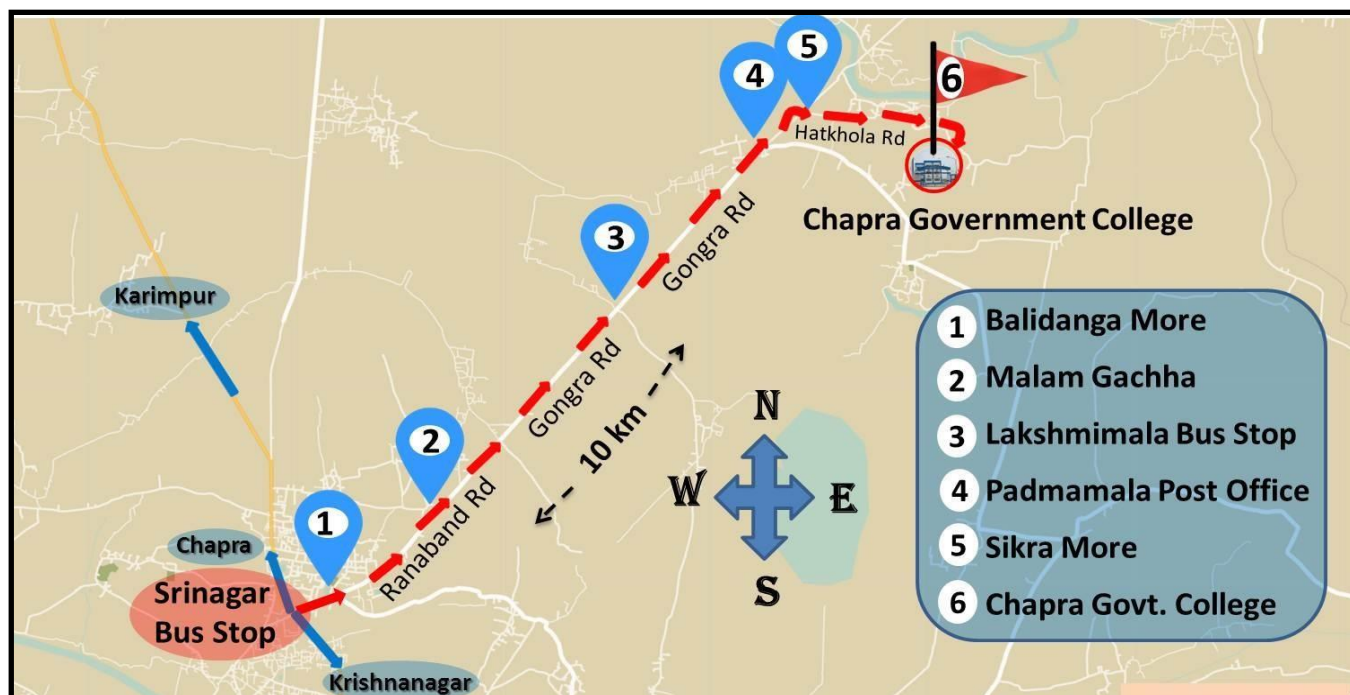 5
4
6
Hatkhola Rd
Chapra Government College
3
Gongra Rd
Karimpur
Gongra Rd
10 km
2
Ranaband Rd
1
Chapra
Srinagar
Bus Stop
Krishnanagar
N
W E
S
1 Balidanga More
2 Malam Gachha
3 Lakshmimala Bus Stop
4 Padmamala Post Office
5 Sikra More
6 Chapra Govt. College